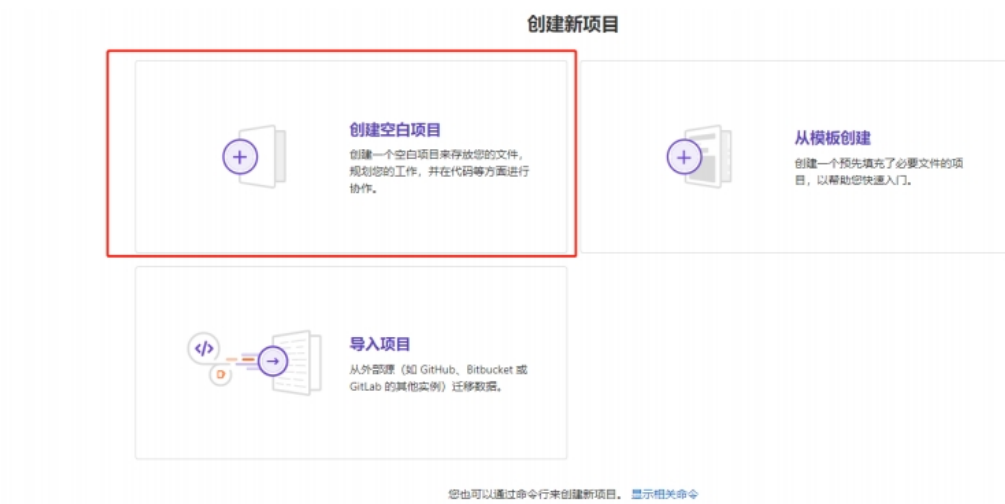 创建新项目
创建空白项目
创建一个空白项目来存放您的文件，
规划您的工作，并在代码等方面进行
协作。
从模板创建
创建一个预先填充了必要文件的项
目，以帮助您快速入门。
导入项目
从外部源（如 GitHub、Bitbucket 或
GitLab 的其他实例）迁移数据。
您也可以通过命令行来创建新项目。 显示相关命令